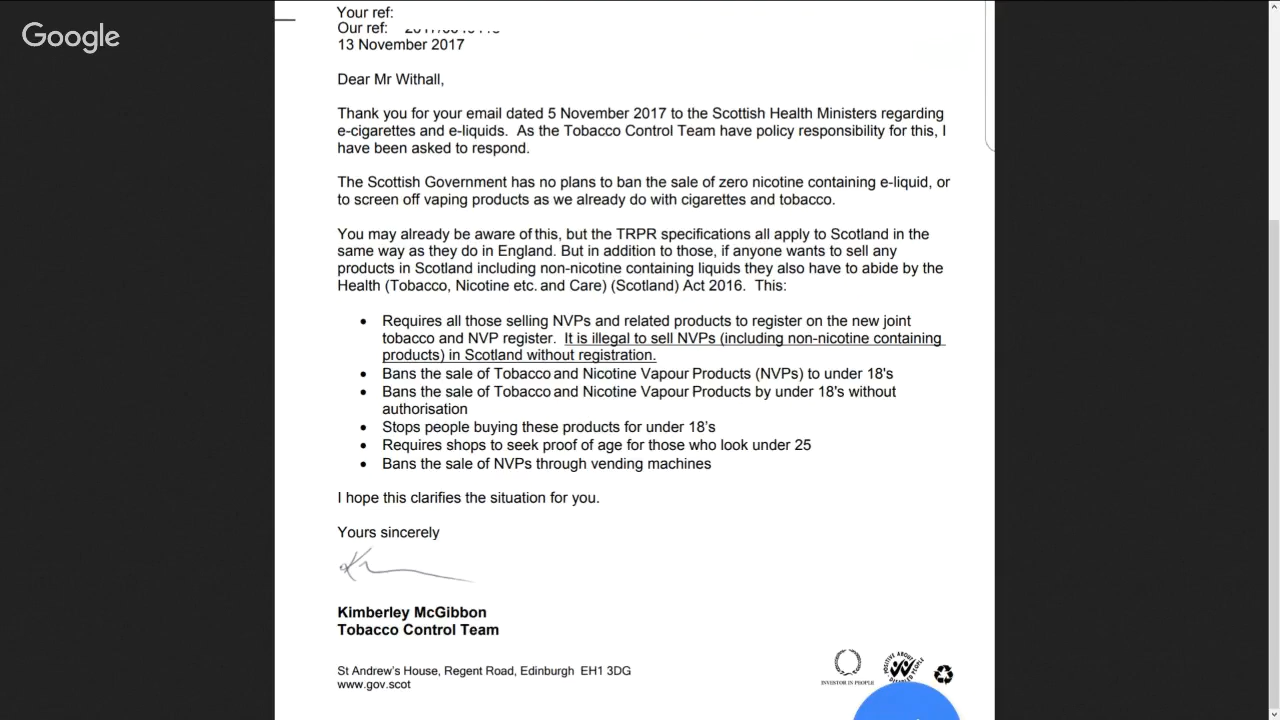 Google
Your ref:
Our ref:
13 November 2017
Dear Mr Withall,
Thank you for your email dated 5 November 2017 to the Scottish Health Ministers regarding
e-cigarettes and e-liquids.  As the Tobacco Control Team have policy responsibility for this, I
have been asked to respond.
The Scottish Government has no plans to ban the sale of zero nicotine containing e-liquid, or
to screen off vaping products as we already do with cigarettes and tobacco.
You may already be aware of this, but the TRPR specifications all apply to Scotland in the
same way as they do in England. But in addition to those, if anyone wants to sell any
products in Scotland including non-nicotine containing liquids they also have to abide by the
Health (Tobacco, Nicotine etc. and Care) (Scotland) Act 2016.  This:
• Requires all those selling NVPs and related products to register on the new joint
tobacco and NVP register.  It is illegal to sell NVPs (including non-nicotine containing
products) in Scotland without registration.
• Bans the sale of Tobacco and Nicotine Vapour Products (NVPs) to under 18's
• Bans the sale of Tobacco and Nicotine Vapour Products by under 18's without
authorisation
• Stops people buying these products for under 18's
• Requires shops to seek proof of age for those who look under 25
• Bans the sale of NVPs through vending machines
I hope this clarifies the situation for you.
Yours sincerely
Kimberley McGibbon
Tobacco Control Team
St Andrew's House, Regent Road, Edinburgh  EH1 3DG
www.gov.scot
INVESTOR IN PEOPLE
POSITIVE ABOUT DISABLED PEOPLE